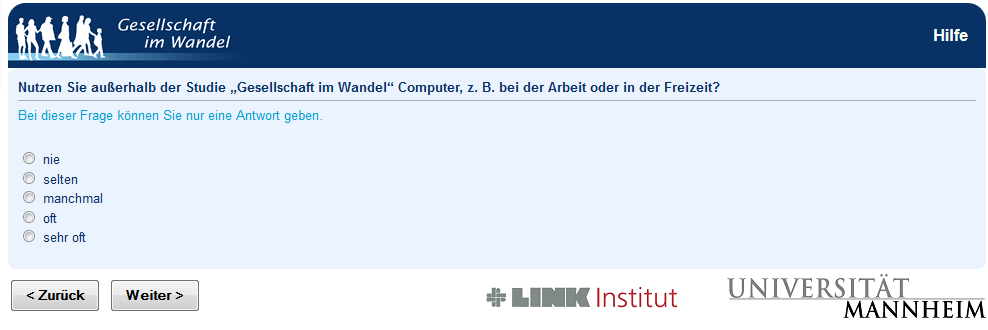 Gesellschaft
im Wandel
Hilfe
Nutzen Sie außerhalb der Studie „Gesellschaft im Wandel“ Computer, z. B. bei der Arbeit oder in der Freizeit?
Bei dieser Frage können Sie nur eine Antwort geben.
nie
selten
manchmal
oft
sehr oft
< Zurück
Weiter >
LINK Institut
UNIVERSITÄT
MANNHEIM